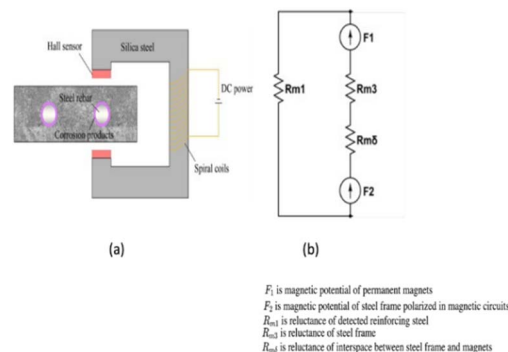 Hall sensor
Silica steel
DC power
Steel rebar
Corrosion products
Spiral coils
F1
Rm1
Rm3
Rmδ
F2
(a)
(b)
F1 is magnetic potential of permanent magnets
F2 is magnetic potential of steel frame polarized in magnetic circuits
Rm1 is reluctance of detected reinforcing steel
Rm3 is reluctance of steel frame
Rmd is reluctance of interspace between steel frame and magnets